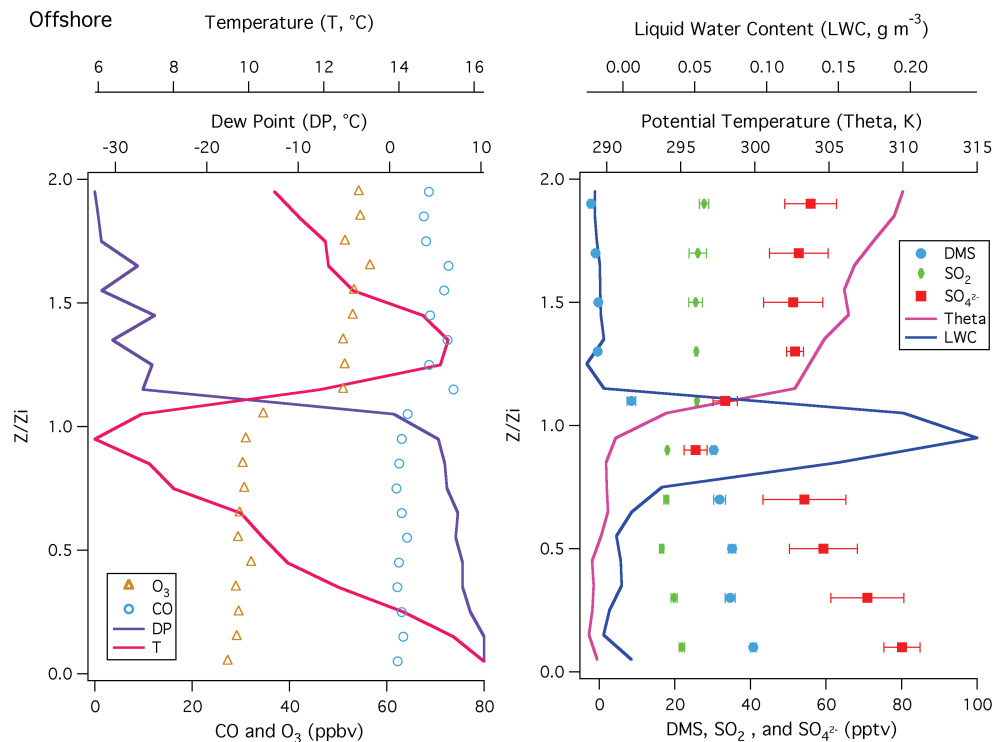 Offshore
Temperature (T, °C)
6 8 10 12 14 16
Dew Point (DP, °C)
-30 -20 -10 0 10
2.0
1.5
1.0
0.5
0.0
Z/Zi
O₃
CO
DP
T
0 20 40 60 80
CO and O₃ (ppbv)
Liquid Water Content (LWC, g m⁻³)
0.00 0.05 0.10 0.15 0.20
Potential Temperature (Theta, K)
290 295 300 305 310 315
2.0
1.5
1.0
0.5
0.0
Z/Zi
DMS
SO₂
SO₄²⁻
Theta
LWC
0 20 40 60 80 100
DMS, SO₂ , and SO₄²⁻ (pptv)